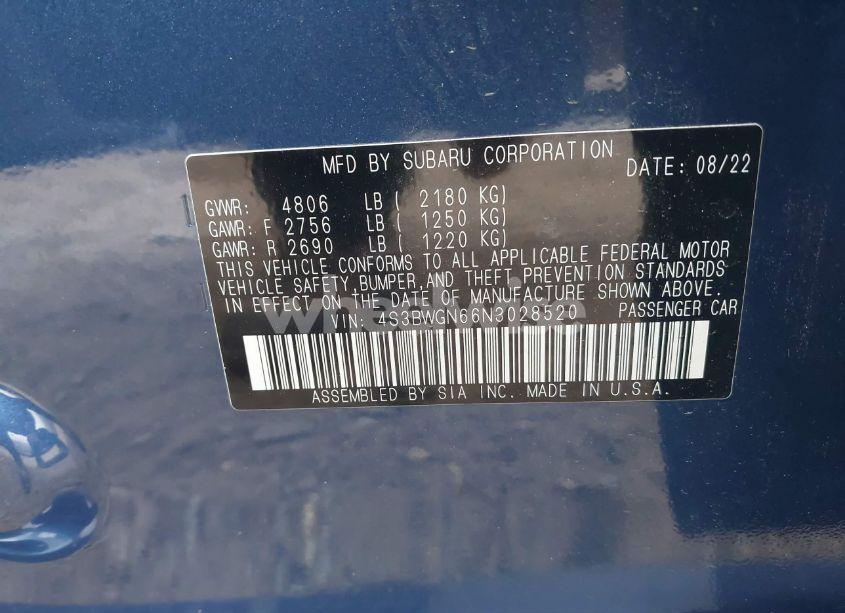 MFD BY SUBARU CORPORATION DATE: 08/22
GVWR: 4806 LB ( 2180 KG)
GAWR: F 2756 LB ( 1250 KG)
GAWR: R 2690 LB ( 1220 KG)
THIS VEHICLE CONFORMS TO ALL APPLICABLE FEDERAL MOTOR
VEHICLE SAFETY,BUMPER,AND THEFT PREVENTION STANDARDS
IN EFFECT ON THE DATE OF MANUFACTURE SHOWN ABOVE.
VIN: 4S3BWGN66N3028520 PASSENGER CAR
ASSEMBLED BY SIA INC. MADE IN U.S.A.